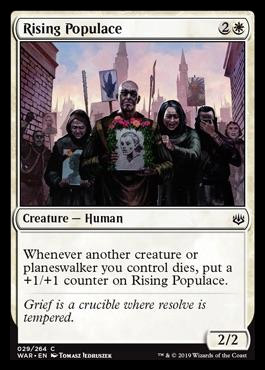 Rising Populace 2
Creature — Human
Whenever another creature or
planeswalker you control dies, put a
+1/+1 counter on Rising Populace.
Grief is a crucible where resolve is
tempered.
2/2
029/264 C
WAR • EN Tomasz Jedruszek ™ & © 2019 Wizards of the Coast